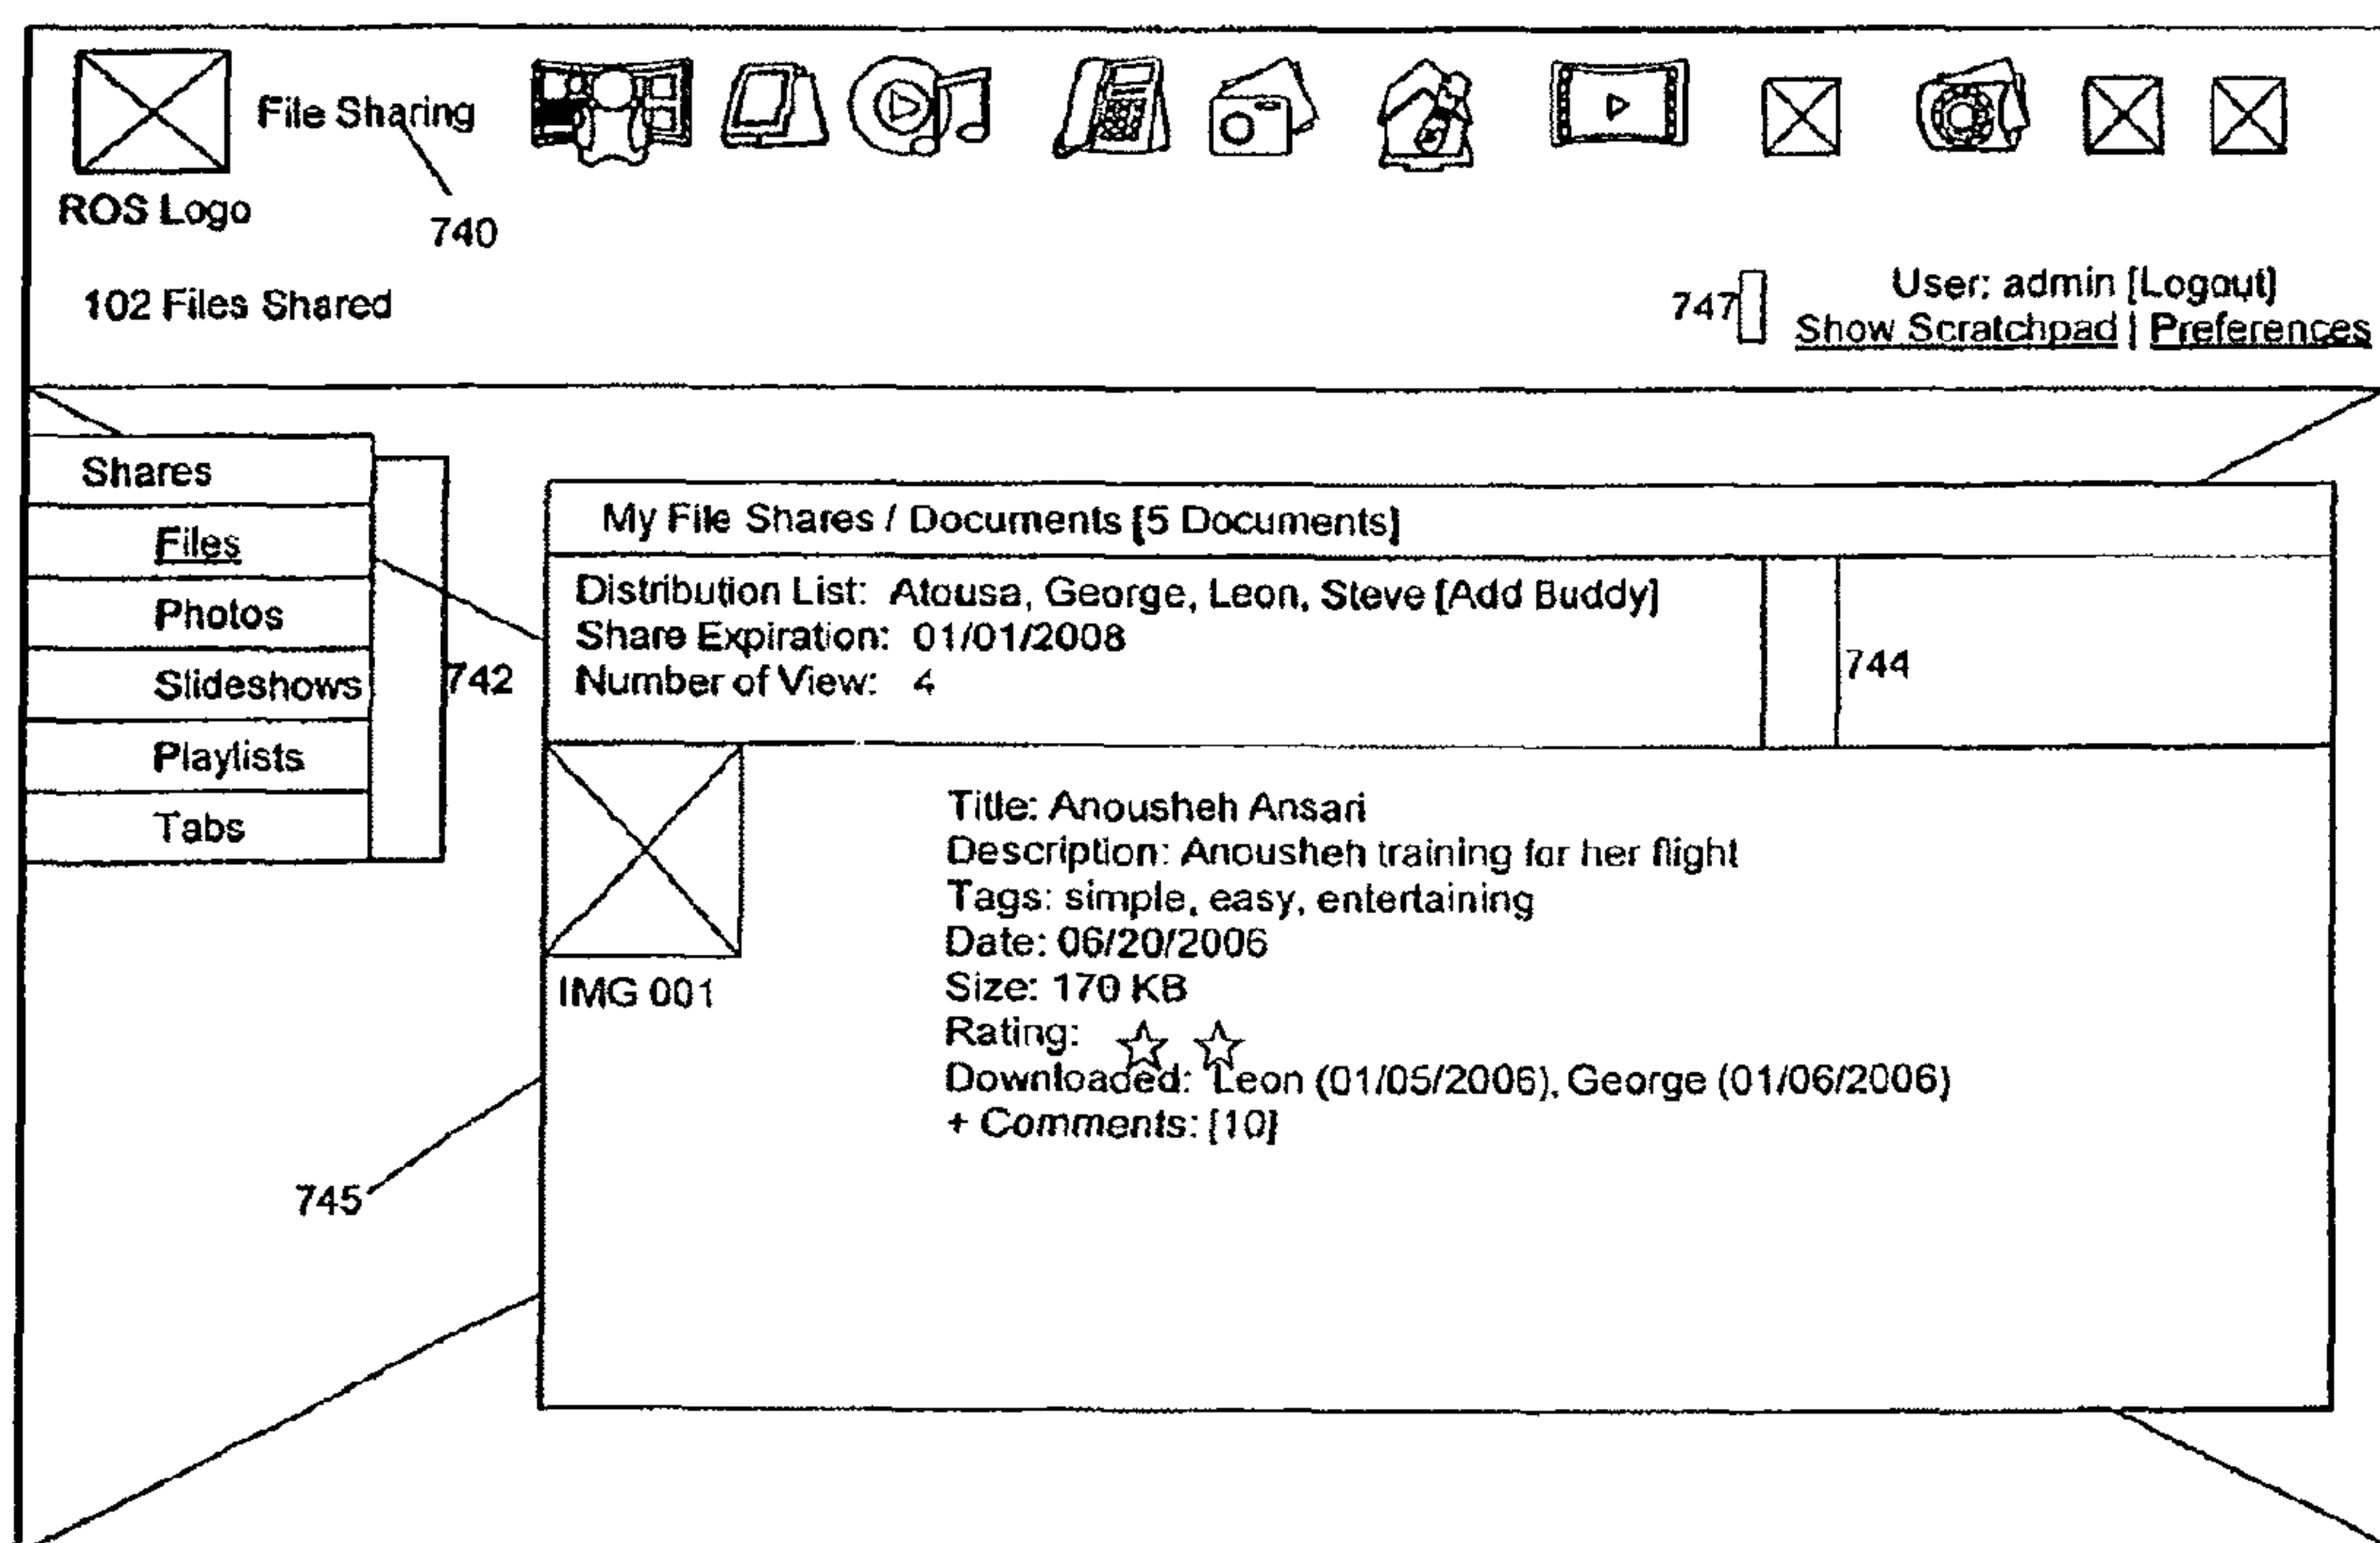 File Sharing
ROS Logo
740
102 Files Shared
747
User: admin [Logout]
Show Scratchpad | Preferences
Shares
Files
Photos
Slideshows
Playlists
Tabs
742
My File Shares / Documents [5 Documents]
Distribution List: Atousa, George, Leon, Steve [Add Buddy]
Share Expiration: 01/01/2008
Number of View: 4
744
IMG 001
Title: Anousheh Ansari
Description: Anousheh training for her flight
Tags: simple, easy, entertaining
Date: 06/20/2006
Size: 170 KB
Rating:
Downloaded: Leon (01/05/2006), George (01/06/2006)
+ Comments: [10]
745